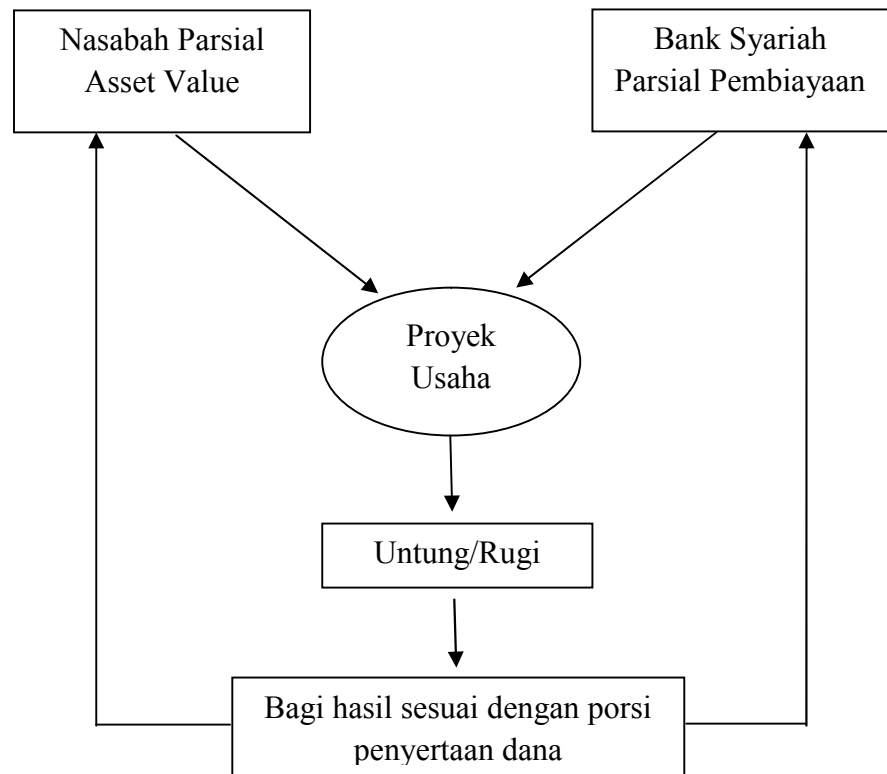 Nasabah Parsial
Asset Value
Bank Syariah
Parsial Pembiayaan
Proyek
Usaha
Untung/Rugi
Bagi hasil sesuai dengan porsi
penyertaan dana